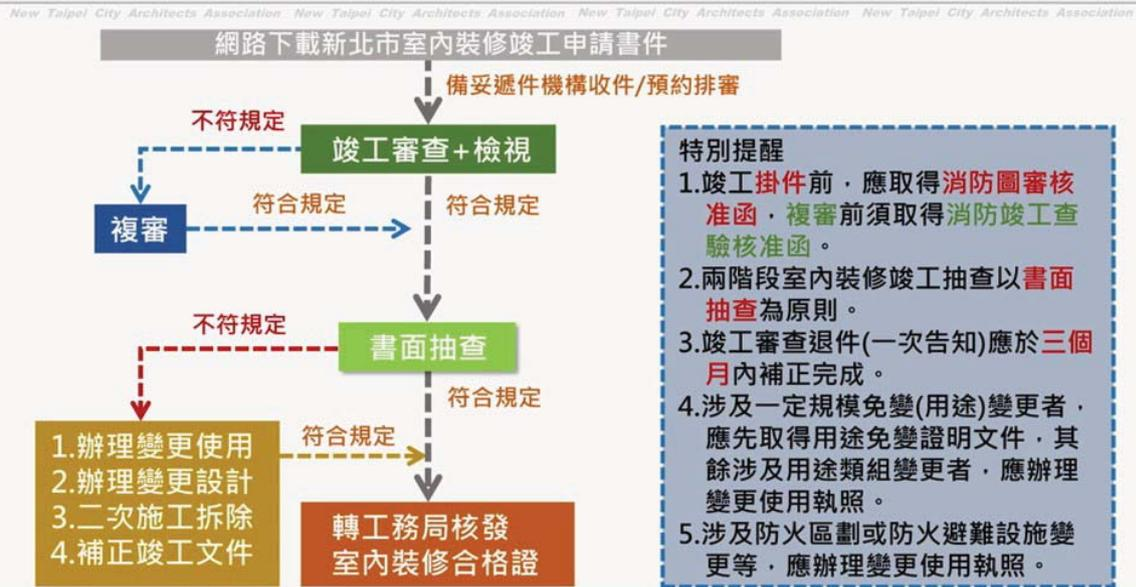 New Taipei City Architects Association New Taipei City Architects Association New Taipei City Architects Association New Taipei City Architects Association
網路下載新北市室內裝修竣工申請書件
備妥遞件機構收件/預約排審
不符規定
竣工審查+檢視
符合規定
符合規定
複審
不符規定
書面抽查
符合規定
符合規定
1.辦理變更使用
2.辦理變更設計
3.二次施工拆除
4.補正竣工文件
轉工務局核發
室內裝修合格證
特別提醒
1.竣工掛件前，應取得消防圖審核
准函，複審前須取得消防竣工查
驗核准函。
2.兩階段室內裝修竣工抽查以書面
抽查為原則。
3.竣工審查退件(一次告知)應於三個
月內補正完成。
4.涉及一定規模免變(用途)變更者，
應先取得用途免變證明文件，其
餘涉及用途類組變更者，應辦理
變更使用執照。
5.涉及防火區劃或防火避難設施變
更等，應辦理變更使用執照。